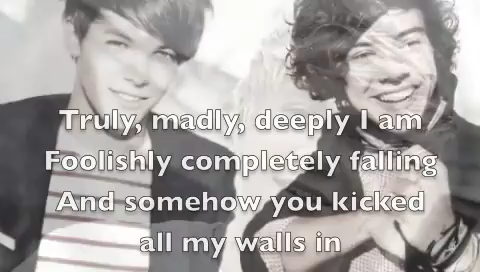 Truly, madly, deeply I am
Foolishly completely falling
And somehow you kicked
all my walls in